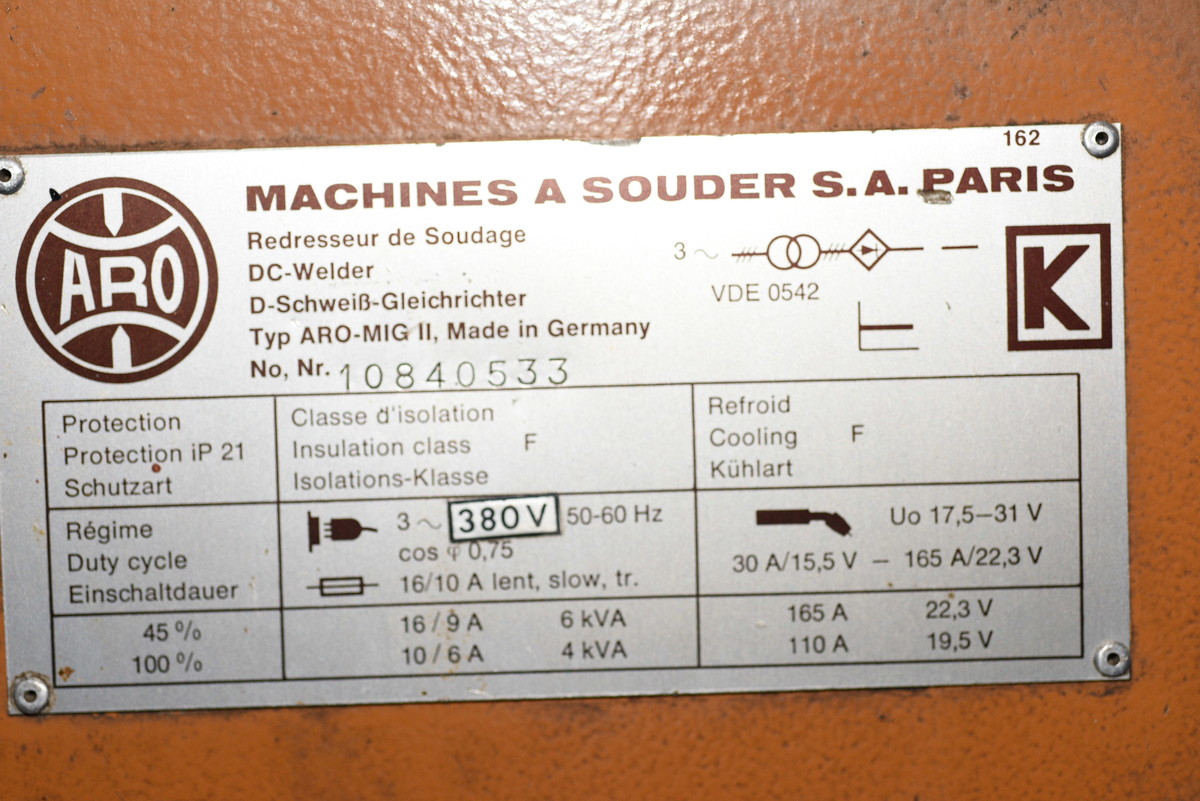 162
ARO
MACHINES A SOUDER S.A. PARIS
Redresseur de Soudage
DC-Welder
D-Schweiß-Gleichrichter
Typ ARO-MIG II, Made in Germany
No, Nr. 10840533
3 ~
VDE 0542
K
Protection
Protection iP 21
Schutzart
Classe d'isolation
Insulation class F
Isolations-Klasse
Refroid
Cooling F
Kühlart
Régime
Duty cycle
Einschaltdauer
3 ~ 380 V 50-60 Hz
cos φ 0,75
16/10 A lent, slow, tr.
Uo 17,5–31 V
30 A/15,5 V – 165 A/22,3 V
45 % 16 / 9 A 6 kVA 165 A 22,3 V
100 % 10 / 6 A 4 kVA 110 A 19,5 V